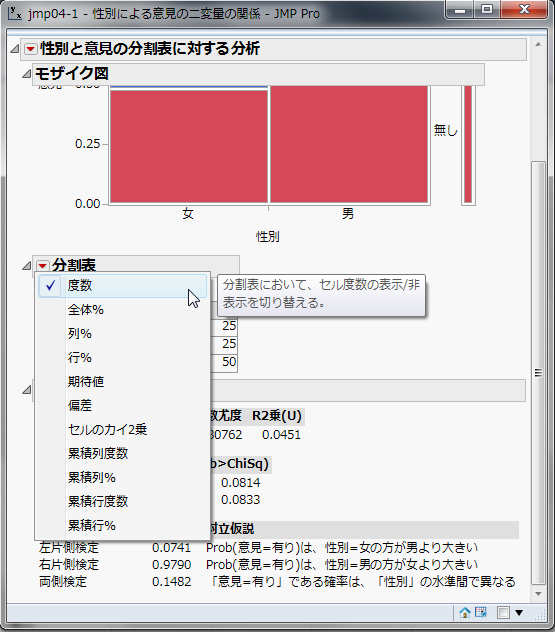 jmp04-1 - 性別による意見の二変量の関係 - JMP Pro
性別と意見の分割表に対する分析
モザイク図
0.25
無し
0.00
女 男
性別
分割表
度数
分割表において、セル度数の表示/非
表示を切り替える。
全体%
25
列%
25
行%
50
期待値
偏差
数尤度 R2乗(U)
セルのカイ2乗
30762 0.0451
累積列度数
b>ChiSq)
累積列%
0.0814
累積行度数
0.0833
累積行%
対立仮説
左片側検定 0.0741 Prob(意見=有り)は、性別=女の方が男より大きい
右片側検定 0.9790 Prob(意見=有り)は、性別=男の方が女より大きい
両側検定 0.1482 「意見=有り」である確率は、「性別」の水準間で異なる